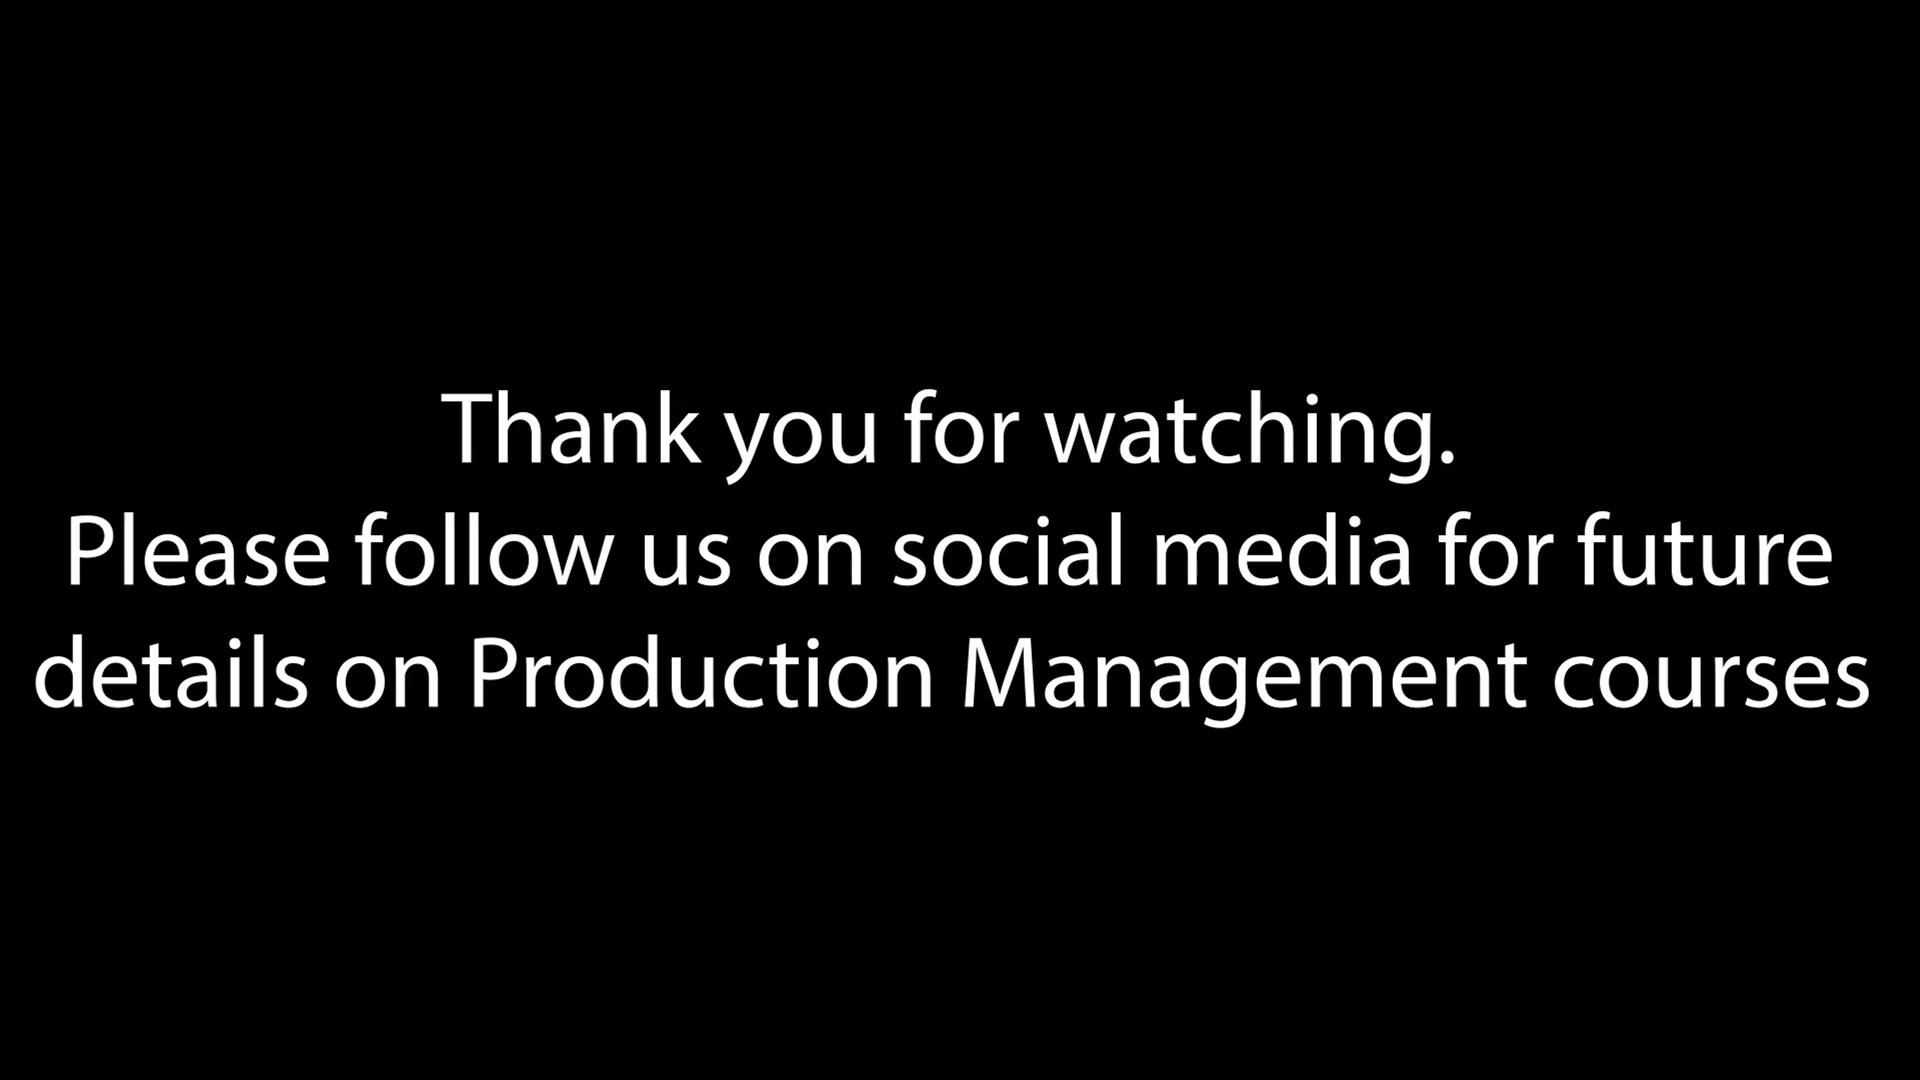 Thank you for watching.
Please follow us on social media for future
details on Production Management courses